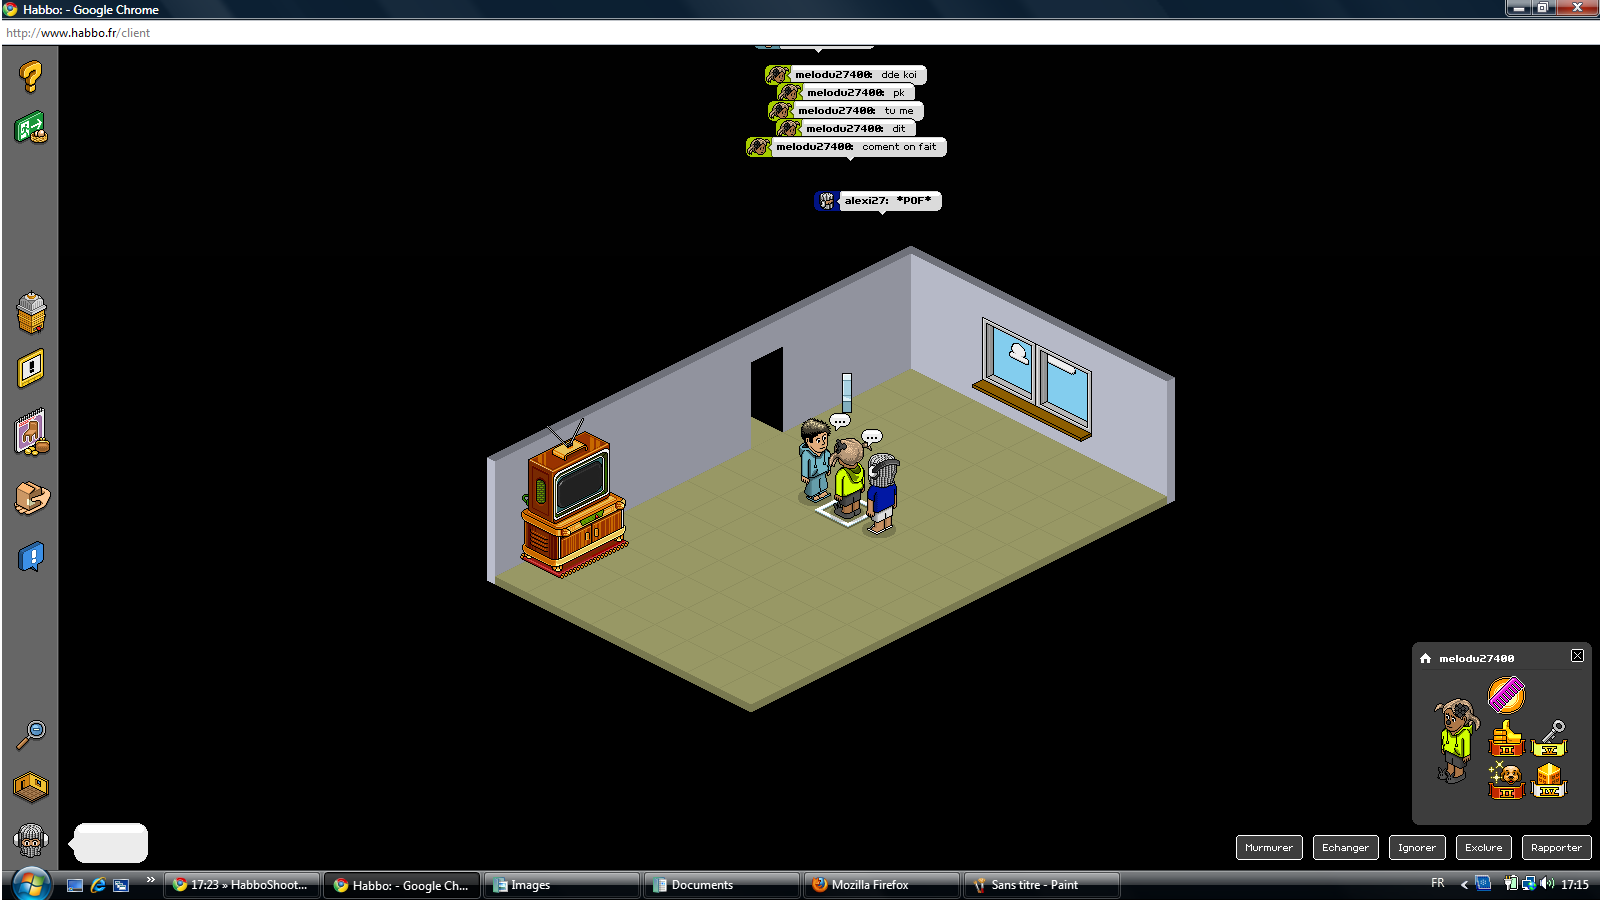 Habbo: - Google Chrome
http://www.habbo.fr/client
melodu27400: dde koi
melodu27400: pk
melodu27400: tu me
melodu27400: dit
melodu27400: coment on fait
alexi27: *POF*
...
...
melodu27400
Murmurer
Echanger
Ignorer
Exclure
Rapporter
17:23 » HabboShoot...
Habbo: - Google Ch...
Images
Documents
Mozilla Firefox
Sans titre - Paint
FR
17:15